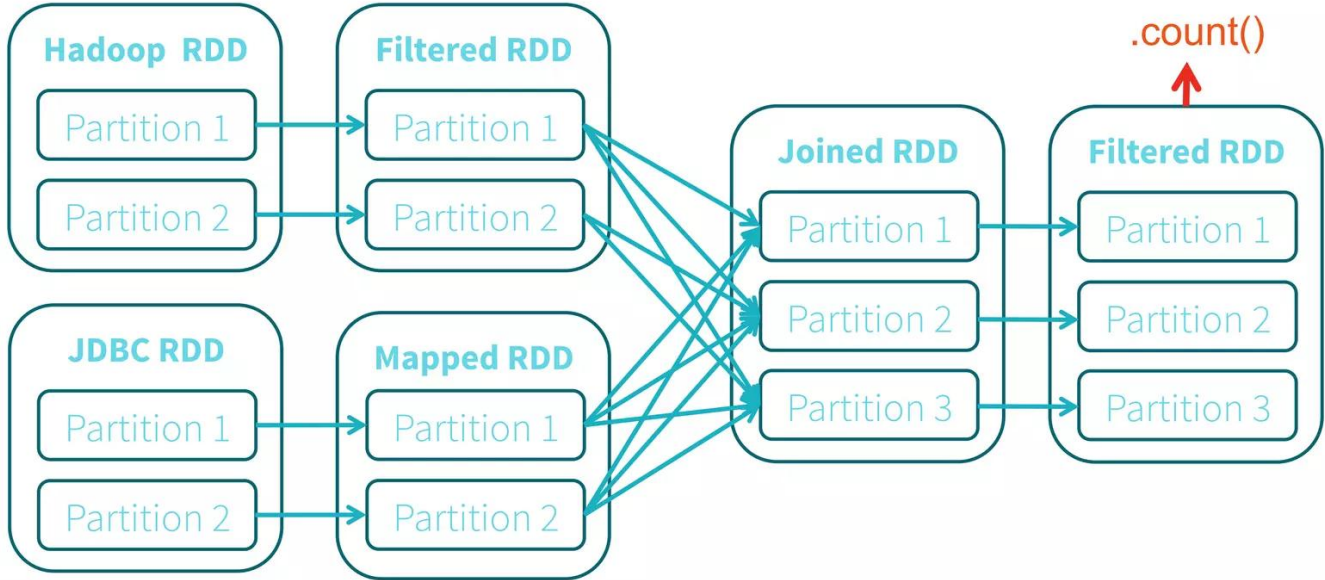 Hadoop RDD
Partition 1
Partition 2
Filtered RDD
Partition 1
Partition 2
JDBC RDD
Partition 1
Partition 2
Mapped RDD
Partition 1
Partition 2
Joined RDD
Partition 1
Partition 2
Partition 3
.count()
Filtered RDD
Partition 1
Partition 2
Partition 3